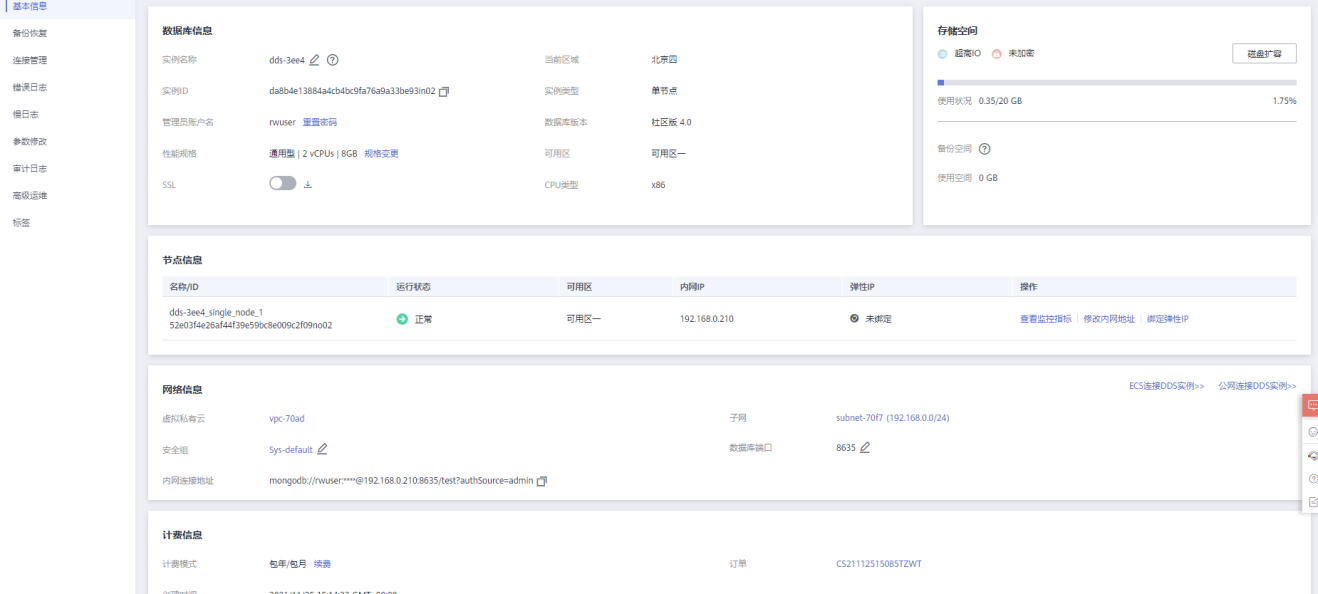 基本信息
备份恢复
连接管理
错误日志
慢日志
参数修改
审计日志
高级运维
标签
数据库信息
实例名称 dds-3ee4 当前区域 北京四
实例ID da8b4e13884a4cb4bc9fa76a9a33be93in02 实例类型 单节点
管理员账户名 rwuser 重置密码 数据库版本 社区版 4.0
性能规格 通用型 | 2 vCPUs | 8GB 规格变更 可用区 可用区一
SSL CPU类型 x86
存储空间
超高IO 未加密 磁盘扩容
使用状况 0.35/20 GB 1.75%
备份空间
使用空间 0 GB
节点信息
名称/ID 运行状态 可用区 内网IP 弹性IP 操作
dds-3ee4_single_node_1
52e03f4e26af44f39e59bc8e009c2f09no02 正常 可用区一 192.168.0.210 未绑定 查看监控指标 修改内网地址 绑定弹性IP
网络信息 ECS连接DDS实例>> 公网连接DDS实例>>
虚拟私有云 vpc-70ad 子网 subnet-70f7 (192.168.0.0/24)
安全组 Sys-default 数据库端口 8635
内网连接地址 mongodb://rwuser:****@192.168.0.210:8635/test?authSource=admin
计费信息
计费模式 包年/包月 续费 订单 CS21112515085TZWT